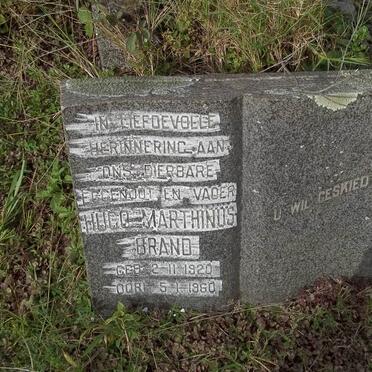 IN LIEFDEVOLLE
HERINNERING AAN
ONS DIERBARE
EGGENOOT EN VADER
HUGO MARTHINUS
BRAND
GEB. 2.11.1920
OORL. 5.1.1960
U WIL GESKIED